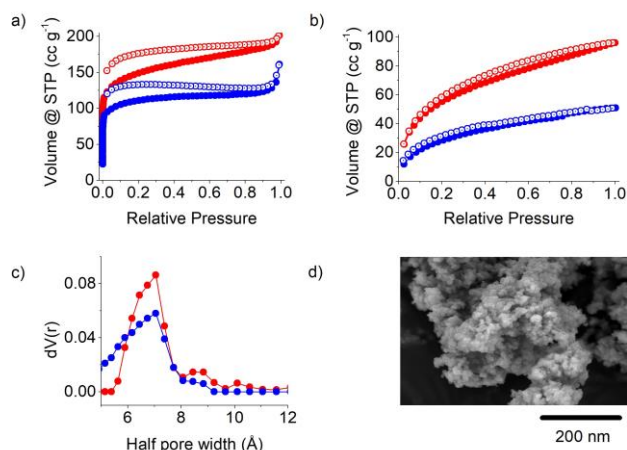 a)
Volume @ STP (cc g⁻¹)
200
150
100
50
0
0.0 0.2 0.4 0.6 0.8 1.0
Relative Pressure
b)
Volume @ STP (cc g⁻¹)
100
80
60
40
20
0
0.0 0.2 0.4 0.6 0.8 1.0
Relative Pressure
c)
dV(r)
0.08
0.04
0.00
6 8 10 12
Half pore width (Å)
d)
200 nm